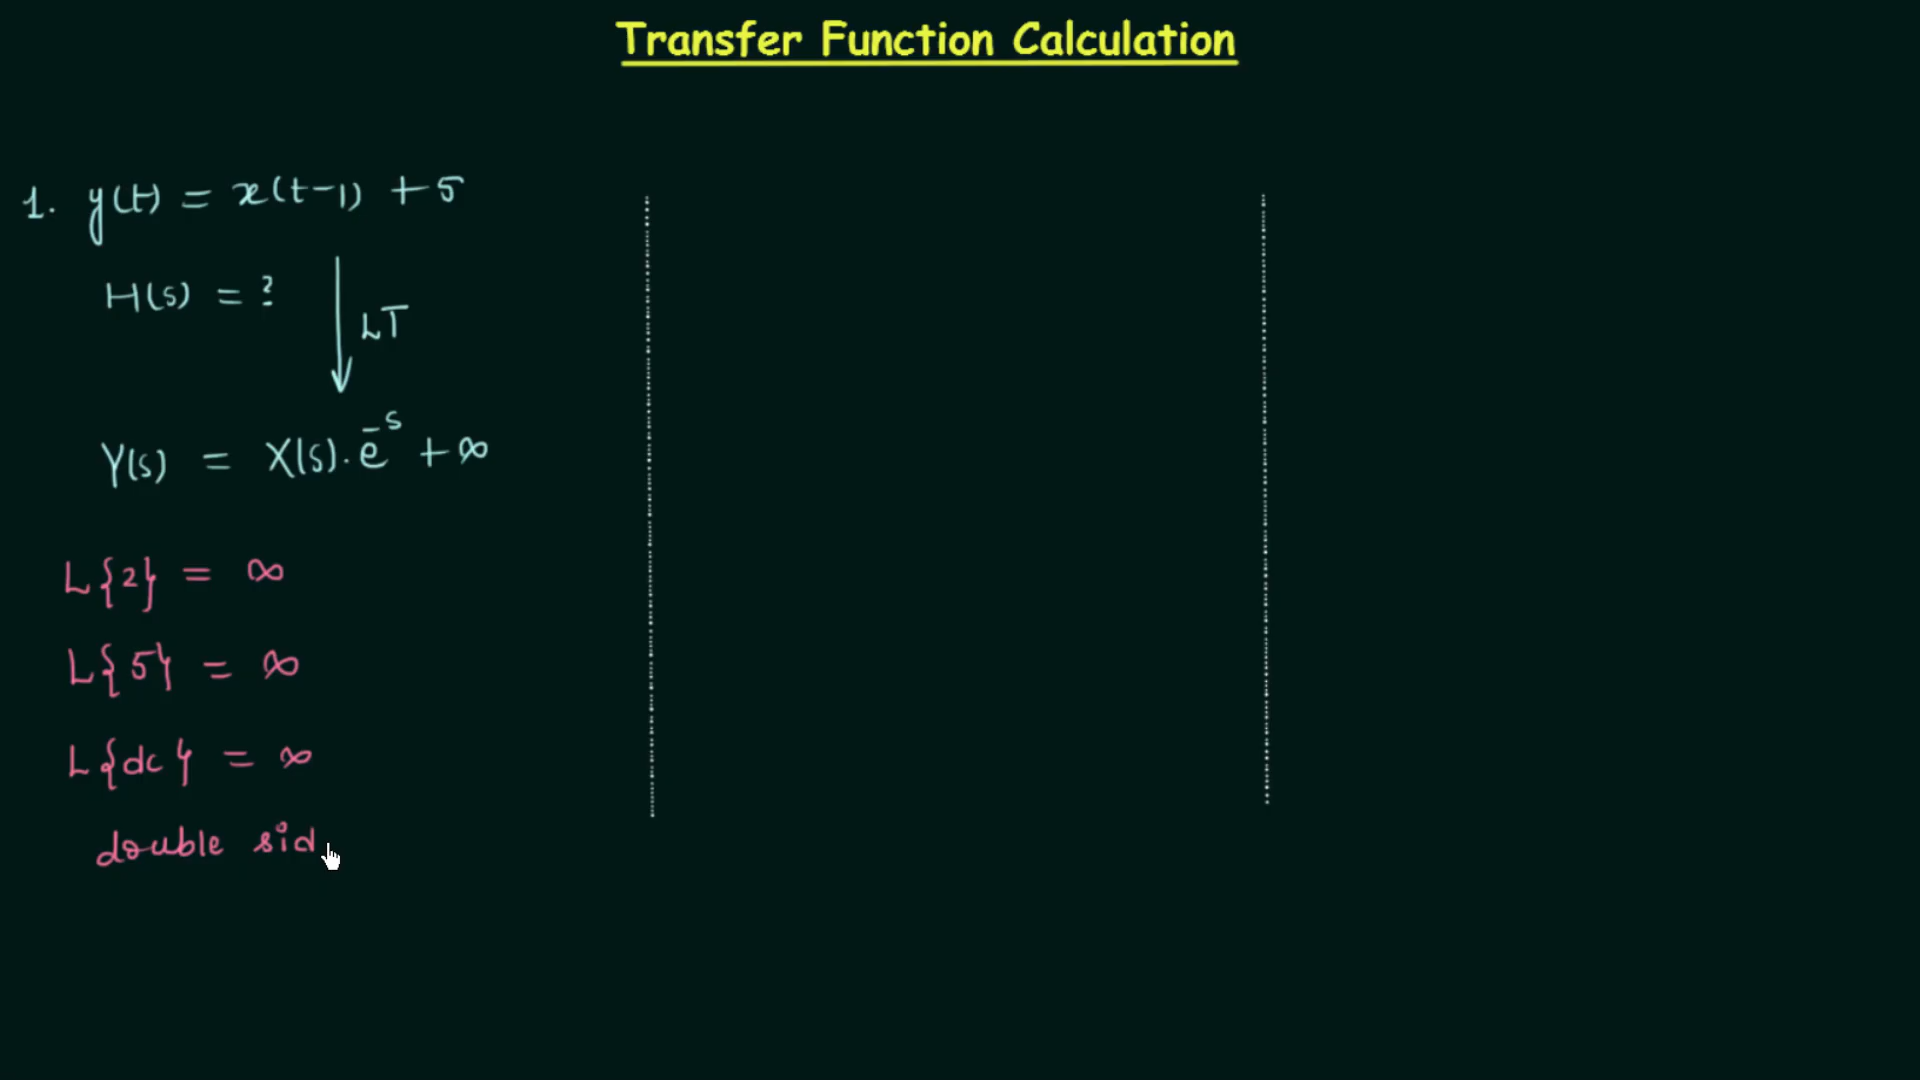 Transfer Function Calculation
1. y(t) = x(t-1) + 5
H(s) = ?
LT
Y(s) = X(s). e^-s + ∞
L{2} = ∞
L{5} = ∞
L{dc} = ∞
double sid